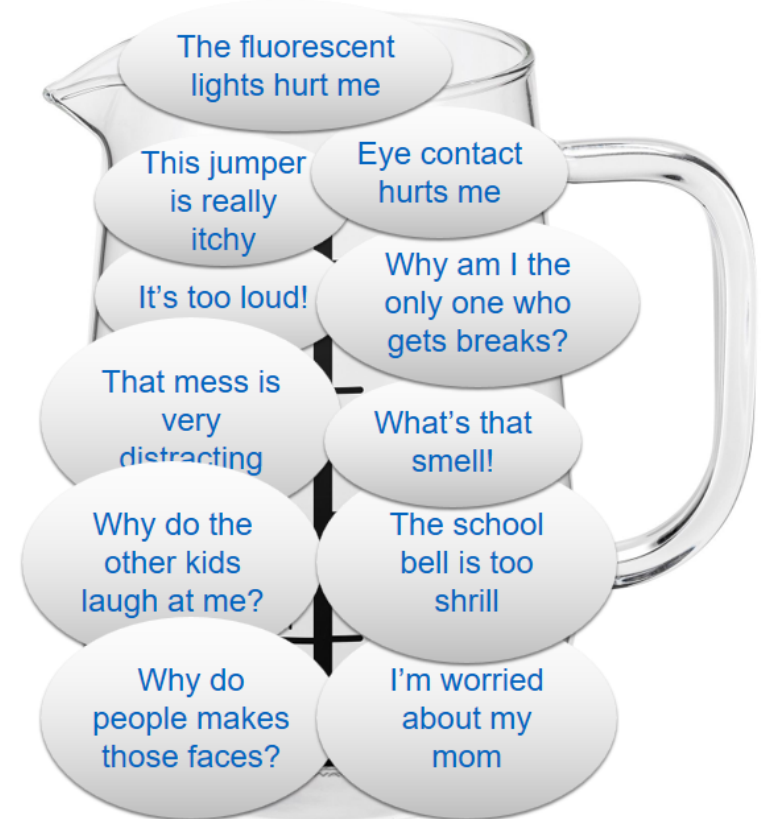 The fluorescent
lights hurt me
This jumper
is really
itchy
Eye contact
hurts me
It's too loud!
Why am I the
only one who
gets breaks?
That mess is
very
distracting
What's that
smell!
Why do the
other kids
laugh at me?
The school
bell is too
shrill
Why do
people makes
those faces?
I'm worried
about my
mom